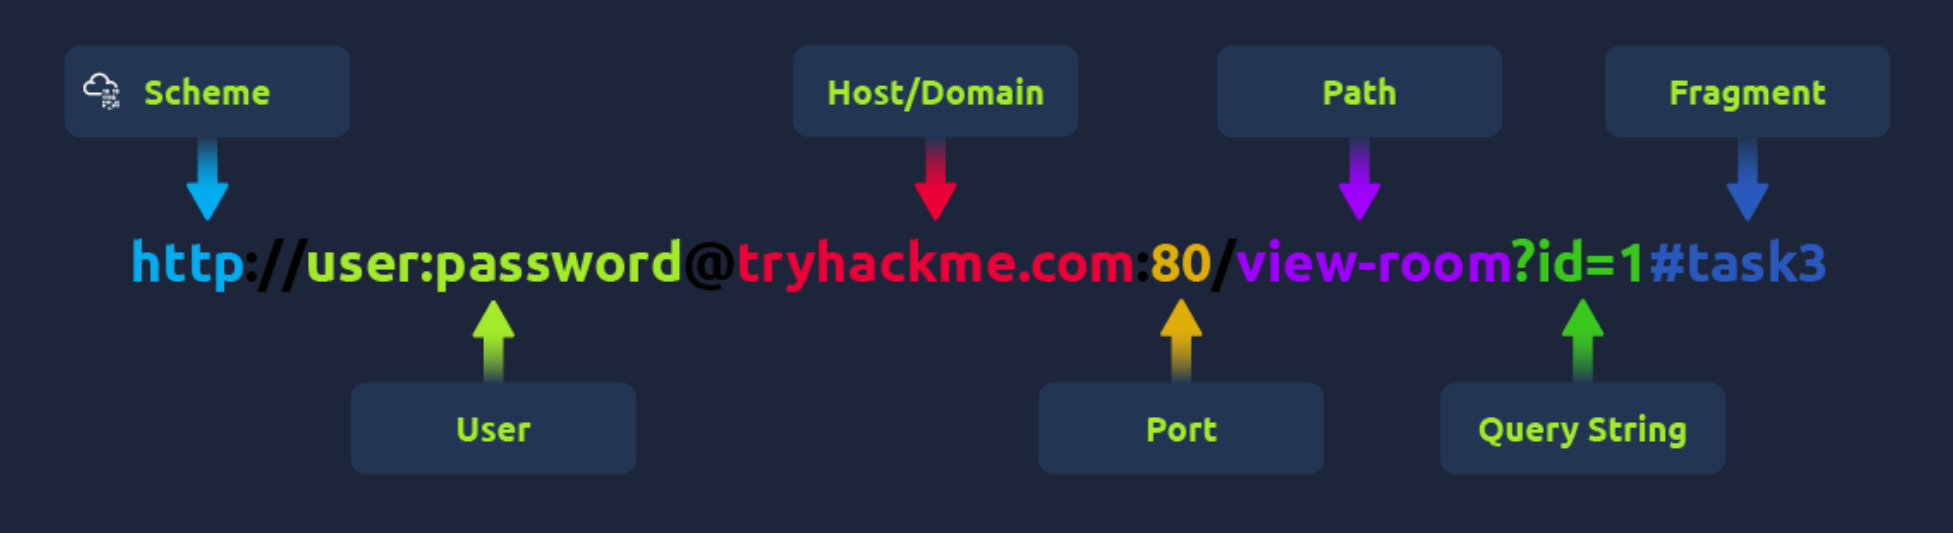 Scheme
Host/Domain
Path
Fragment
http://user:password@tryhackme.com:80/view-room?id=1#task3
User
Port
Query String